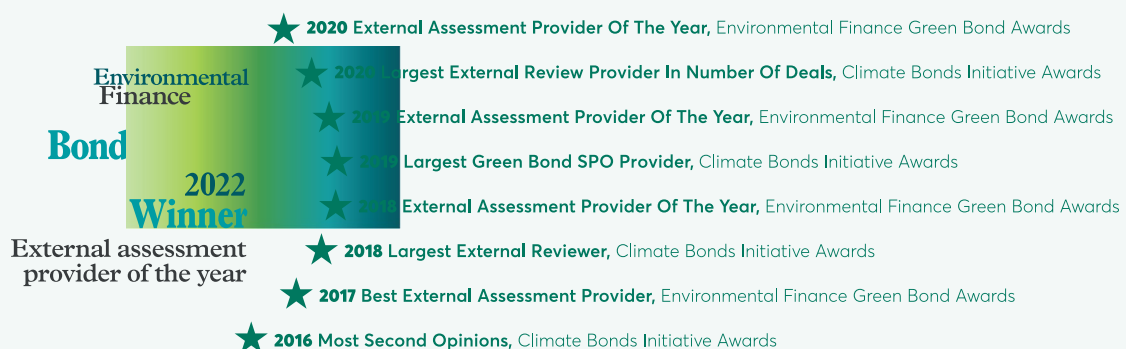 Environmental
Finance
Bond
2022
Winner
External assessment
provider of the year
2020 External Assessment Provider Of The Year, Environmental Finance Green Bond Awards
2020 Largest External Review Provider In Number Of Deals, Climate Bonds Initiative Awards
2019 External Assessment Provider Of The Year, Environmental Finance Green Bond Awards
2019 Largest Green Bond SPO Provider, Climate Bonds Initiative Awards
2018 External Assessment Provider Of The Year, Environmental Finance Green Bond Awards
2018 Largest External Reviewer, Climate Bonds Initiative Awards
2017 Best External Assessment Provider, Environmental Finance Green Bond Awards
2016 Most Second Opinions, Climate Bonds Initiative Awards